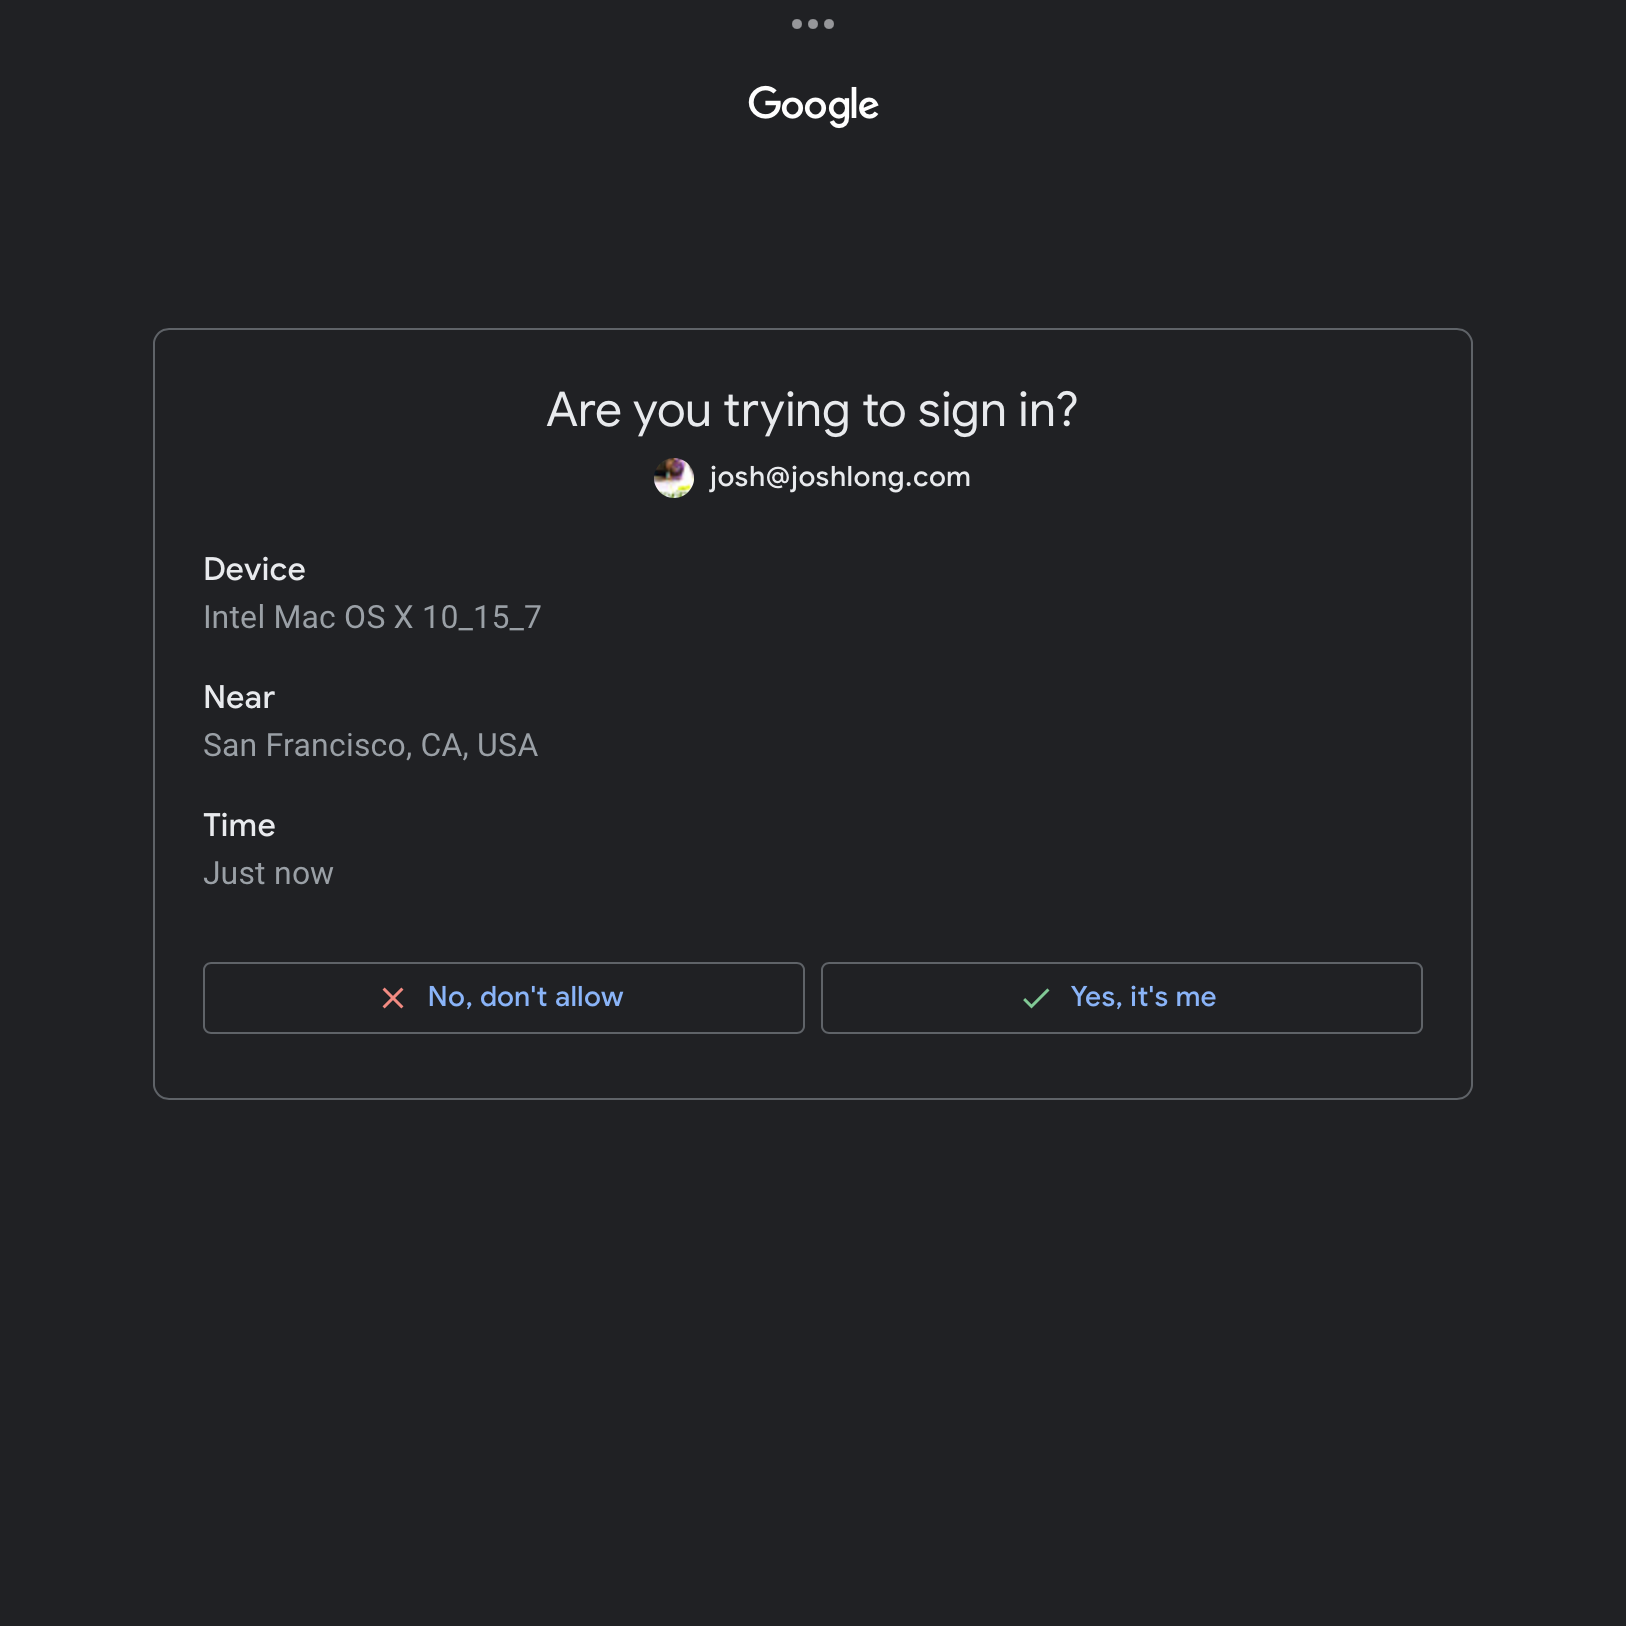 Google
Are you trying to sign in?
josh@joshlong.com
Device
Intel Mac OS X 10_15_7
Near
San Francisco, CA, USA
Time
Just now
No, don't allow
Yes, it's me